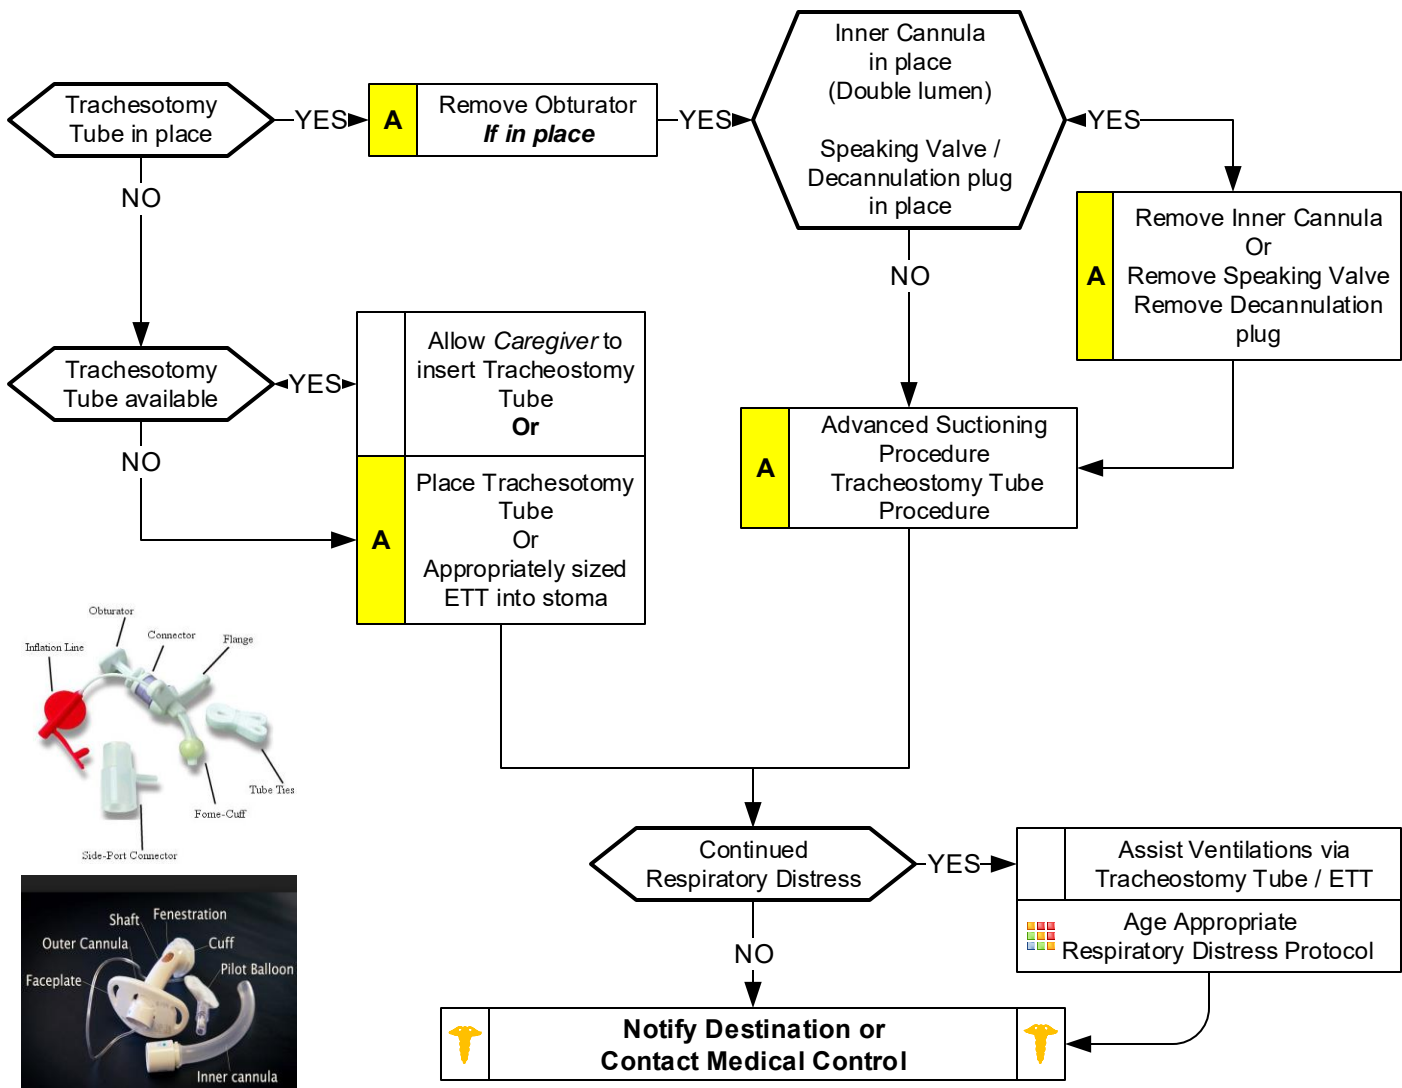 Trachesotomy
Tube in place
YES
A
Remove Obturator
If in place
YES
Inner Cannula
in place
(Double lumen)
Speaking Valve /
Decannulation plug
in place
YES
A
Remove Inner Cannula
Or
Remove Speaking Valve
Remove Decannulation
plug
NO
NO
Trachesotomy
Tube available
YES
Allow Caregiver to
insert Tracheostomy
Tube
Or
NO
A
Place Trachesotomy
Tube
Or
Appropriately sized
ETT into stoma
A
Advanced Suctioning
Procedure
Tracheostomy Tube
Procedure
Obturator
Connector
Flange
Inflation Line
Tube Ties
Fome-Cuff
Side-Port Connector
Continued
Respiratory Distress
YES
Assist Ventilations via
Tracheostomy Tube / ETT
Age Appropriate
Respiratory Distress Protocol
NO
Notify Destination or
Contact Medical Control
Shaft
Fenestration
Outer Cannula
Cuff
Faceplate
Pilot Balloon
Inner cannula